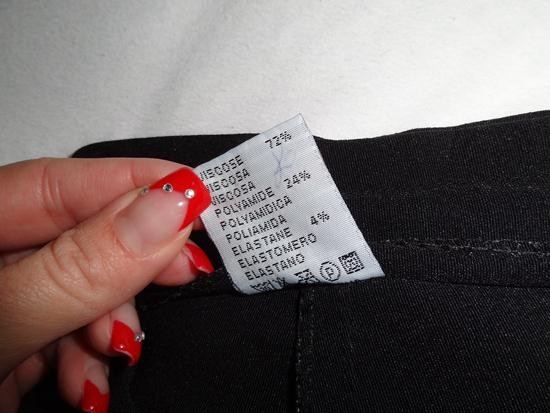 VISCOSE 72%
VISCOSA
VISCOSA
POLYAMIDE 24%
POLYAMIDICA
POLIAMIDA
ELASTANE 4%
ELASTOMERO
ELASTANO
P